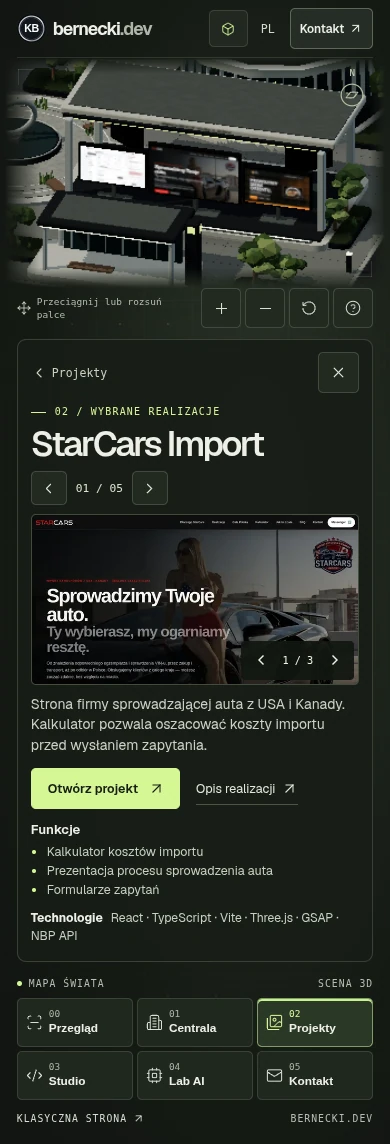 KB bernecki.dev PL Kontakt
N
Przeciągnij lub rozsuń
palce
Projekty
02 / WYBRANE REALIZACJE
StarCars Import
01 / 05
STARCARS
STARCARS
Sprowadzimy Twoje
auto.
Ty wybierasz, my ogarniamy
resztę.
1 / 3
Strona firmy sprowadzającej auta z USA i Kanady.
Kalkulator pozwala oszacować koszty importu
przed wysłaniem zapytania.
Otwórz projekt Opis realizacji
Funkcje
Kalkulator kosztów importu
Prezentacja procesu sprowadzenia auta
Formularze zapytań
Technologie React · TypeScript · Vite · Three.js · GSAP ·
NBP API
MAPA ŚWIATA SCENA 3D
00 01 02
Przegląd Centrala Projekty
03 04 05
Studio Lab AI Kontakt
KLASYCZNA STRONA BERNECKI.DEV